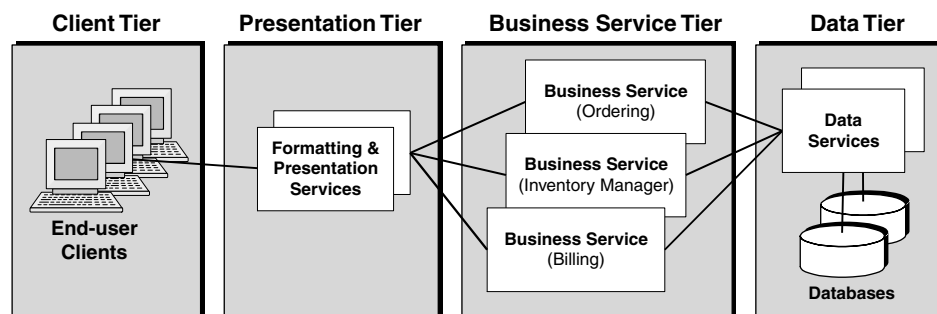 Client Tier
Presentation Tier
Business Service Tier
Data Tier
End-user
Clients
Formatting &
Presentation
Services
Business Service
(Ordering)
Business Service
(Inventory Manager)
Business Service
(Billing)
Data
Services
Databases